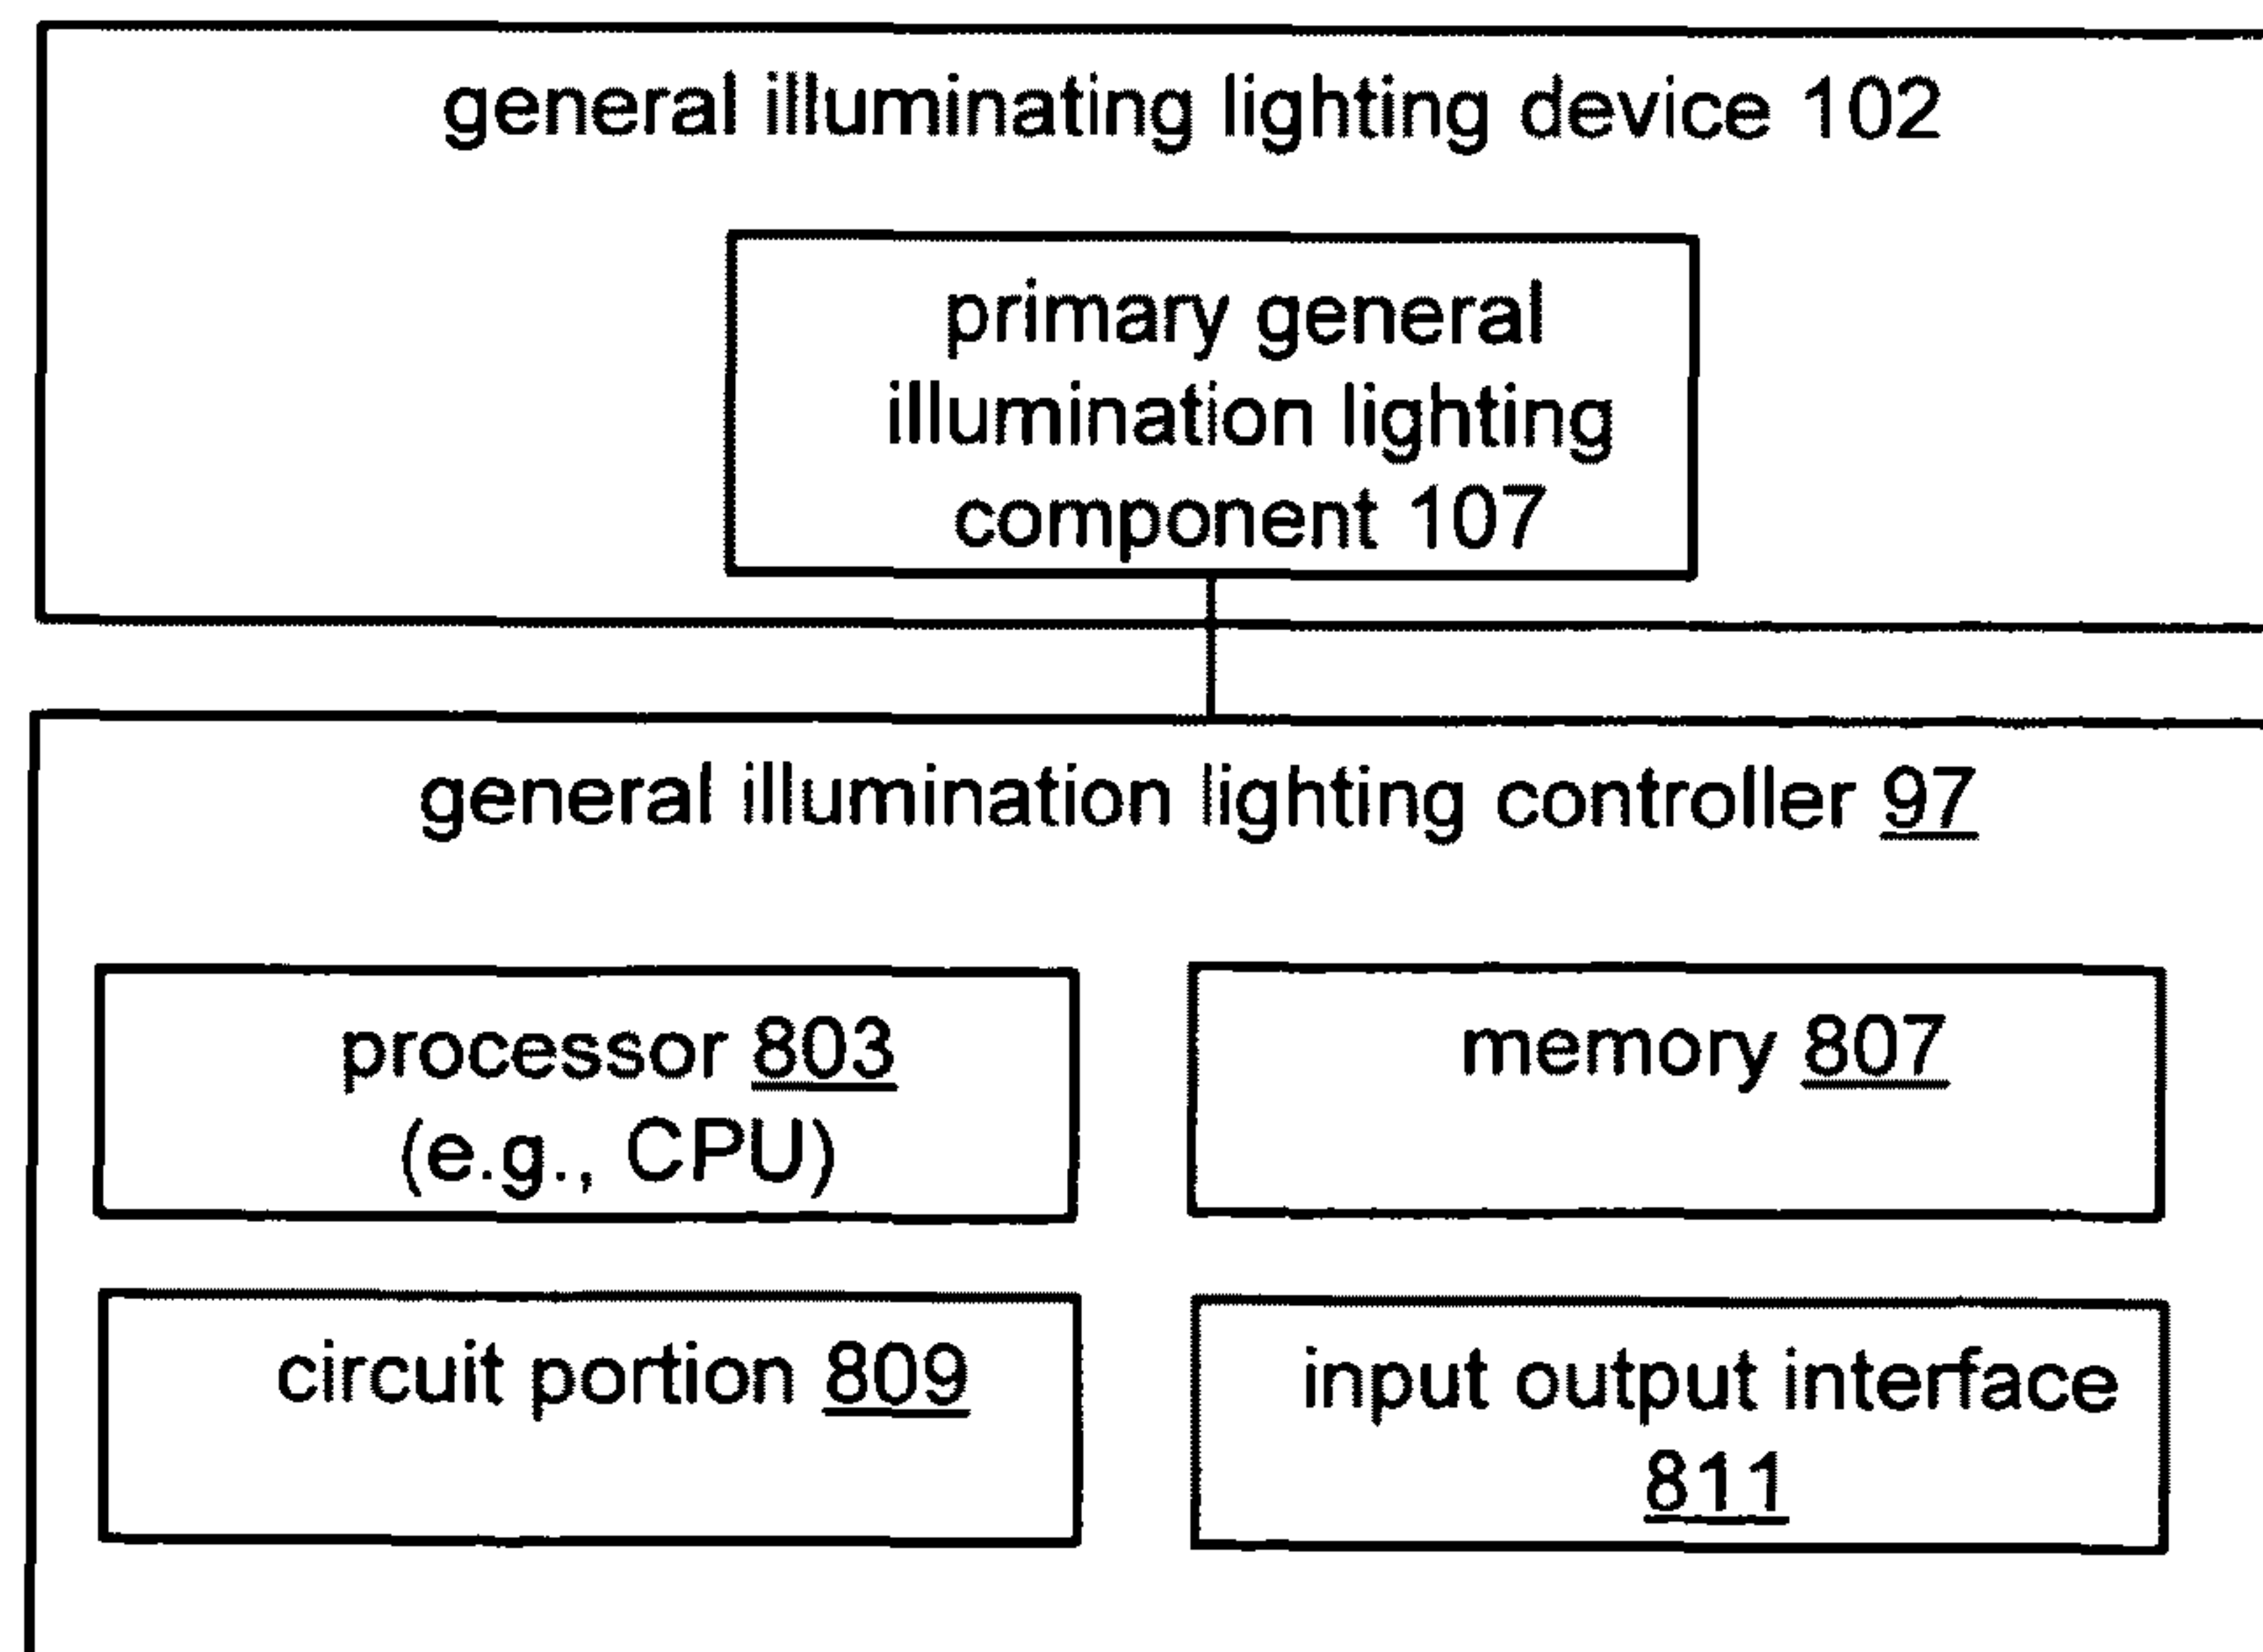 general illuminating lighting device 102
primary general
illumination lighting
component 107
general illumination lighting controller 97
processor 803
(e.g., CPU)
memory 807
circuit portion 809
input output interface
811